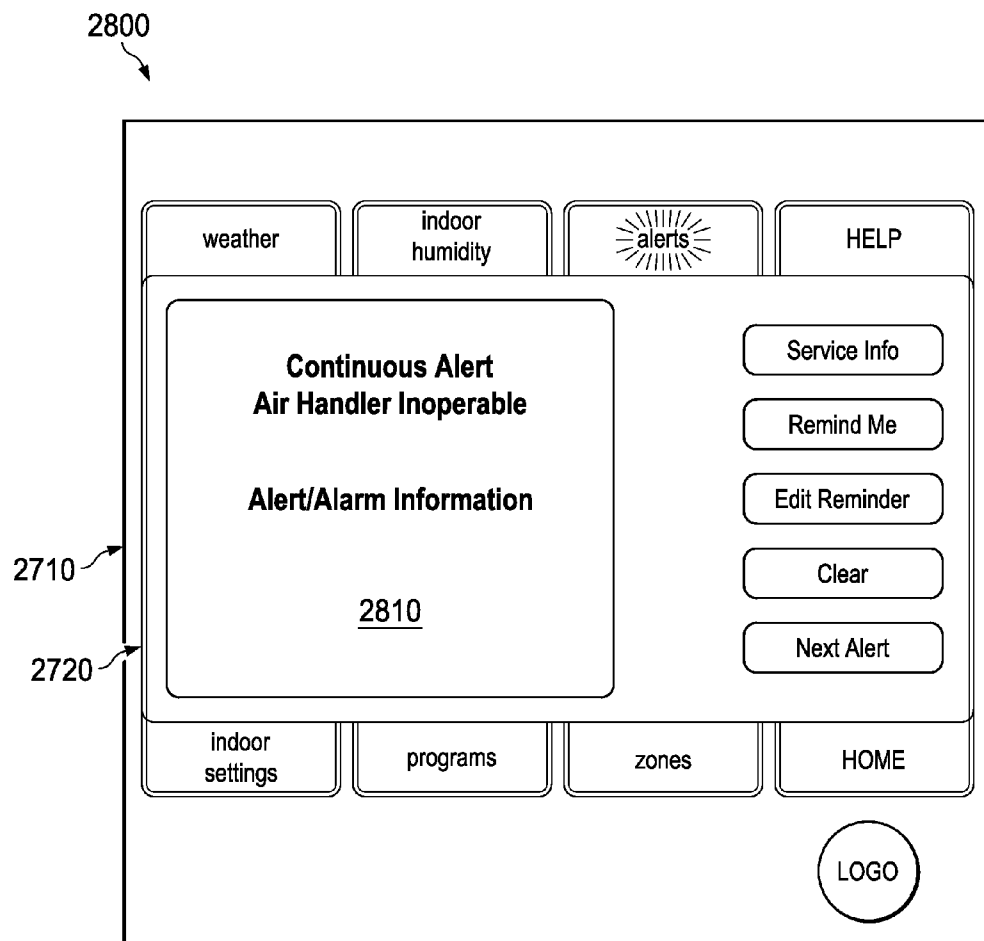 2800
weather
indoor
humidity
alerts
HELP
Continuous Alert
Air Handler Inoperable
Alert/Alarm Information
2810
Service Info
Remind Me
Edit Reminder
Clear
Next Alert
2710
2720
indoor
settings
programs
zones
HOME
LOGO